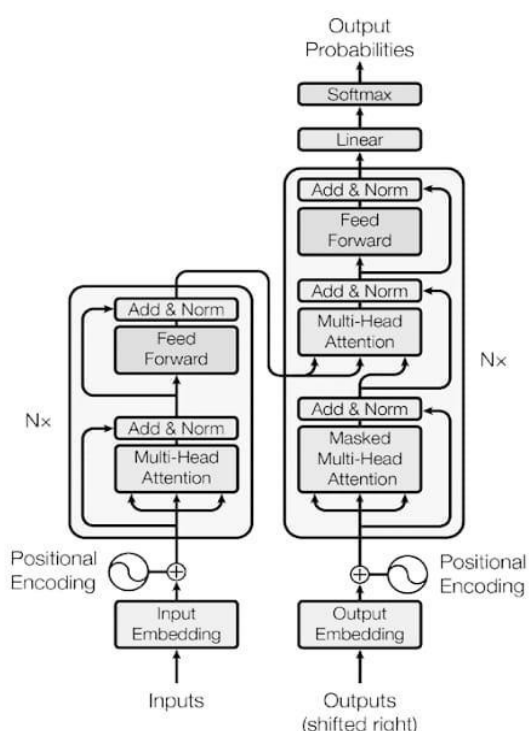 Output
Probabilities
Softmax
Linear
Add & Norm
Feed
Forward
Add & Norm
Multi-Head
Attention
Add & Norm
Masked
Multi-Head
Attention
N×
Add & Norm
Feed
Forward
Add & Norm
Multi-Head
Attention
N×
Positional
Encoding
Positional
Encoding
Input
Embedding
Output
Embedding
Inputs
Outputs
(shifted right)